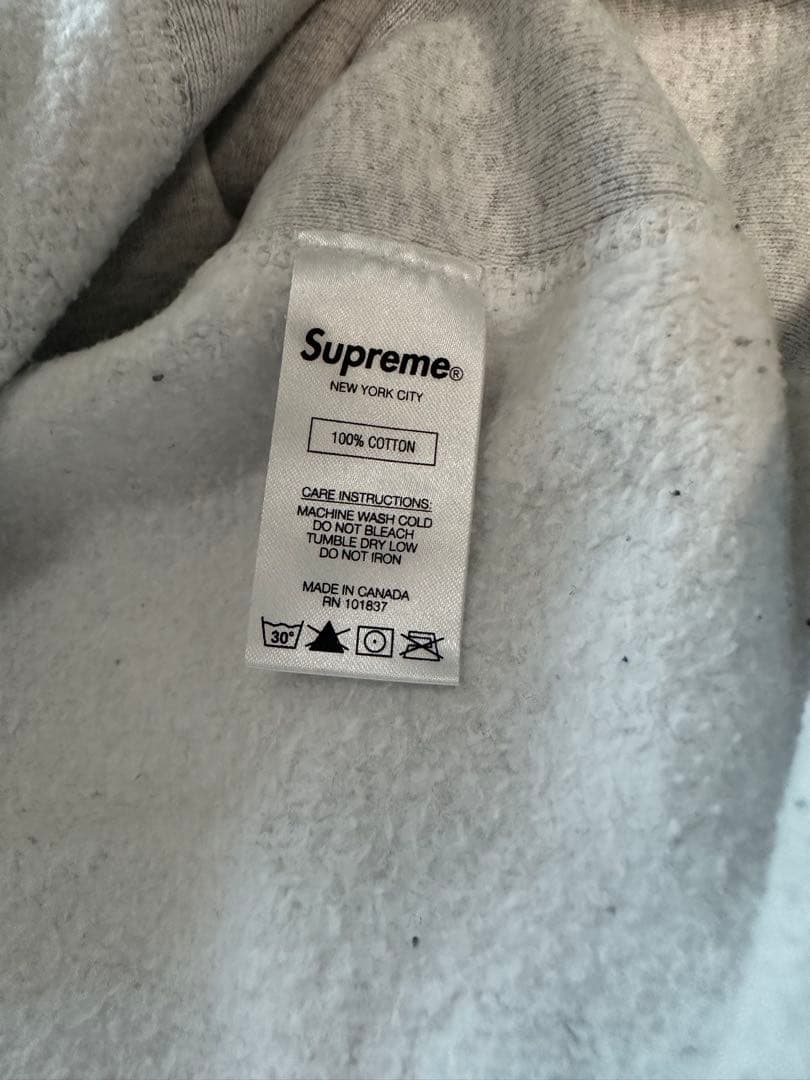 Supreme®
NEW YORK CITY
100% COTTON
CARE INSTRUCTIONS:
MACHINE WASH COLD
DO NOT BLEACH
TUMBLE DRY LOW
DO NOT IRON
MADE IN CANADA
RN 101837
30°